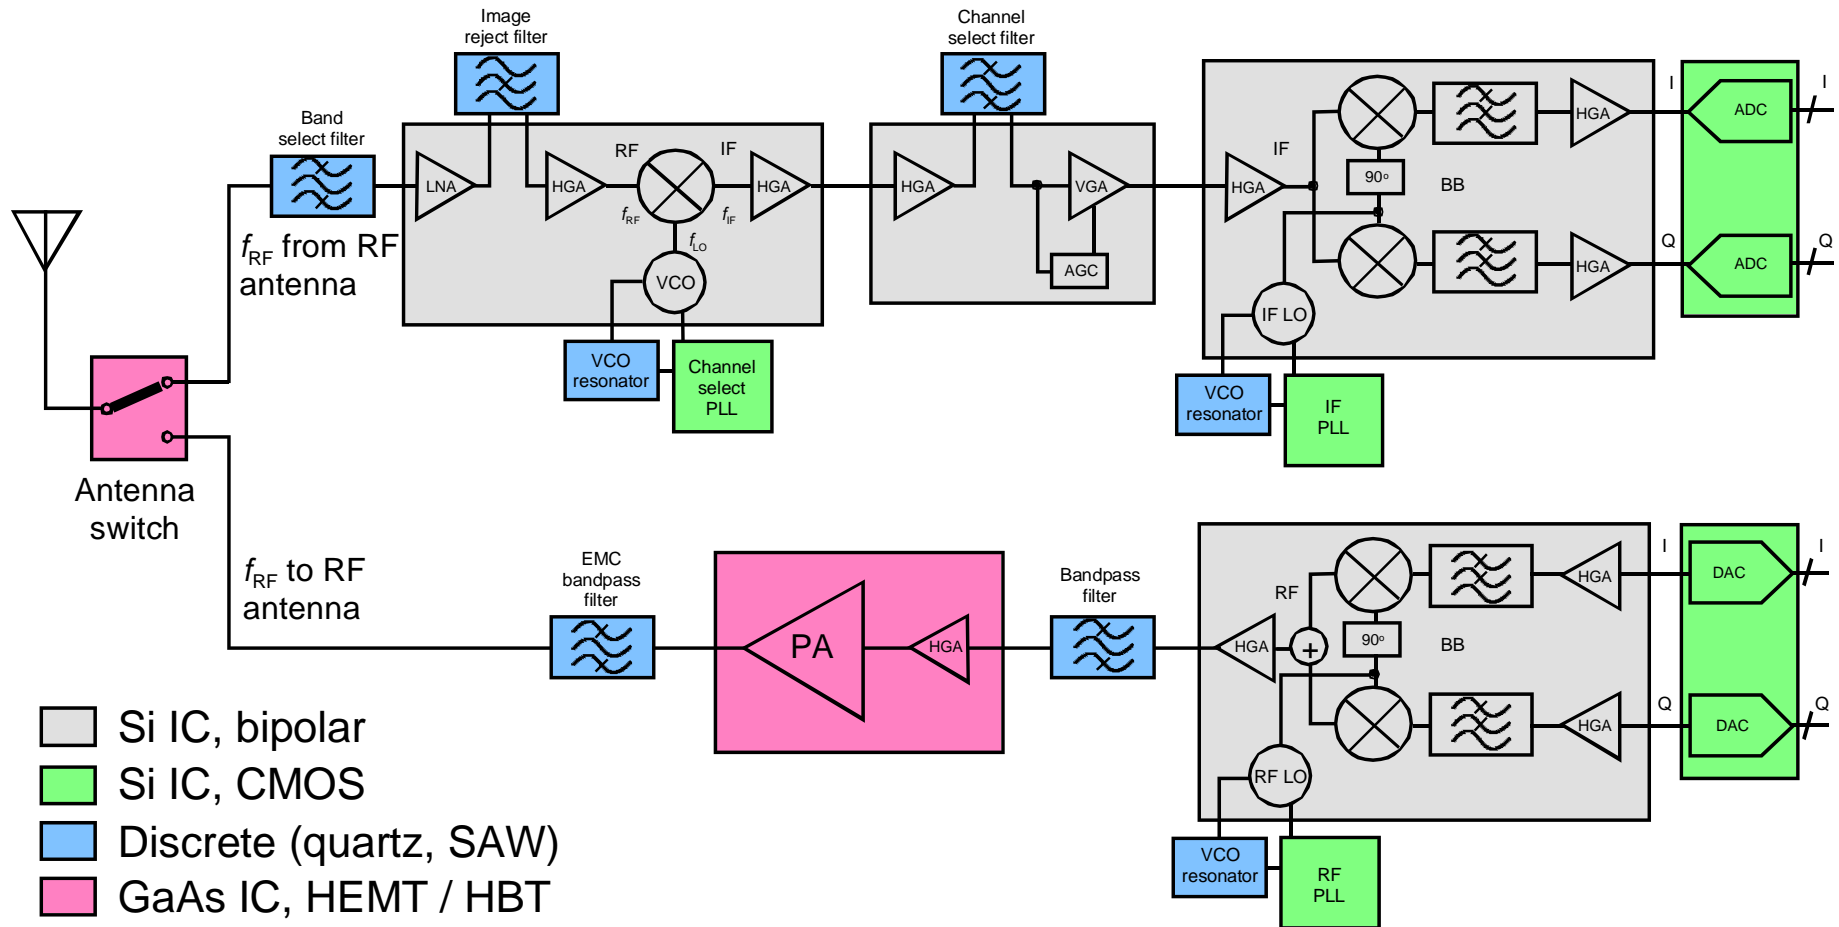 Image
reject filter
Channel
select filter
Band
select filter
LNA
HGA
RF
IF
HGA
fRF
fIF
fLO
VCO
VCO
resonator
Channel
select
PLL
HGA
VGA
AGC
HGA
IF
90o
BB
HGA
HGA
I
Q
ADC
ADC
I
Q
IF LO
VCO
resonator
IF
PLL
fRF from RF
antenna
Antenna
switch
fRF to RF
antenna
EMC
bandpass
filter
PA
HGA
Bandpass
filter
HGA
RF
+
90o
BB
HGA
HGA
I
Q
DAC
DAC
I
Q
RF LO
VCO
resonator
RF
PLL
Si IC, bipolar
Si IC, CMOS
Discrete (quartz, SAW)
GaAs IC, HEMT / HBT